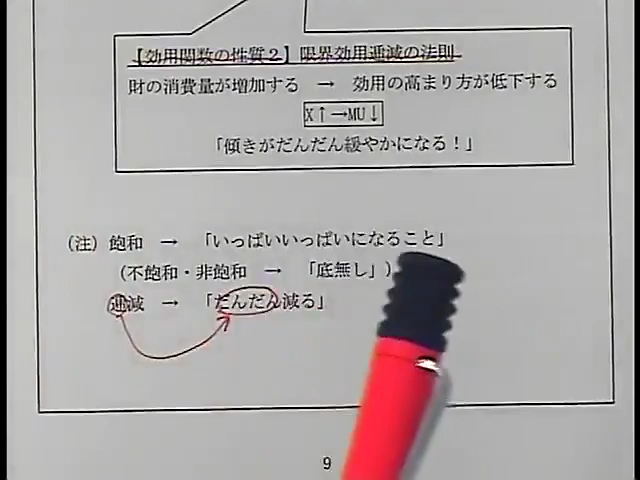 【効用関数の性質２】限界効用逓減の法則
財の消費量が増加する → 効用の高まり方が低下する
X↑→MU↓
「傾きがだんだん緩やかになる！」
（注）飽和 → 「いっぱいいっぱいになること」
（不飽和・非飽和 → 「底無し」）
逓減 → 「だんだん減る」
9